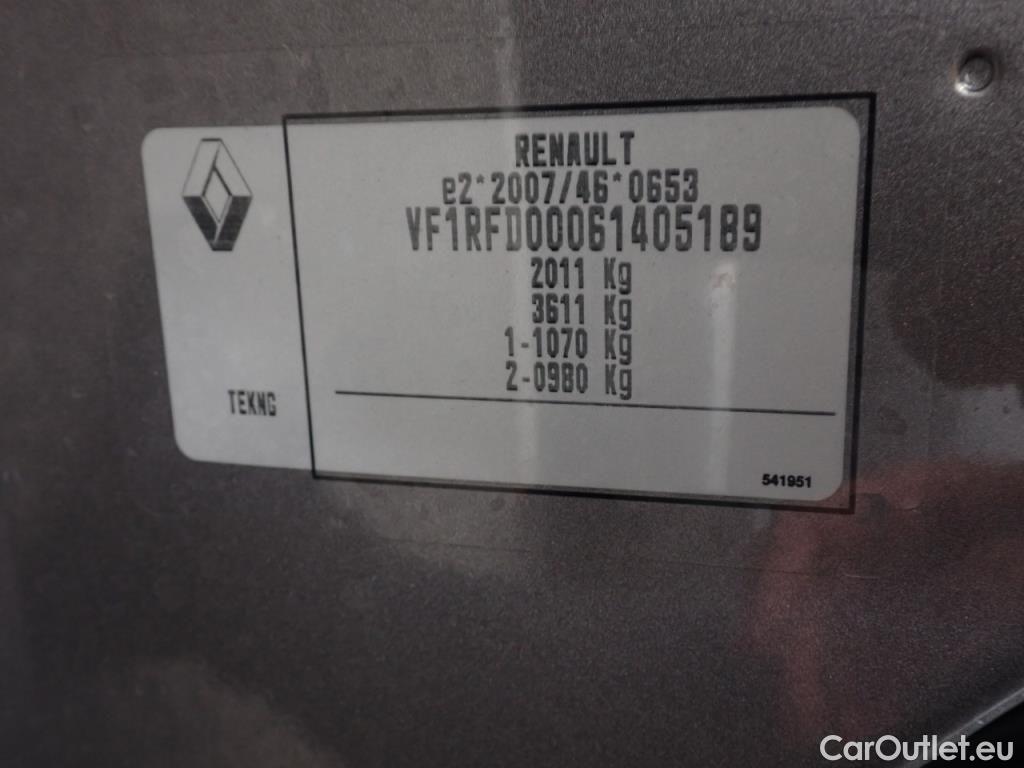 RENAULT
e2*2007/46*0653
VF1RFD00061405189
2011 Kg
3611 Kg
1-1070 Kg
2-0980 Kg
TEKNG
541951
CarOutlet.eu